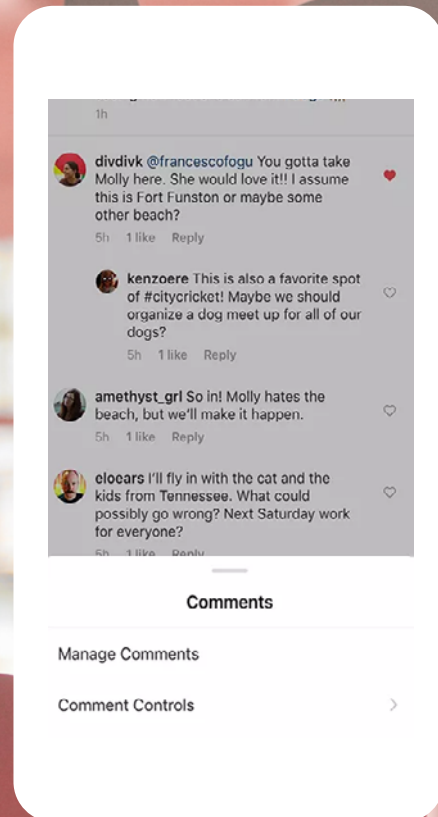 1h
divdivk @francescofogu You gotta take
Molly here. She would love it!! I assume
this is Fort Funston or maybe some
other beach?
5h 1 like Reply
kenzoere This is also a favorite spot
of #citycricket! Maybe we should
organize a dog meet up for all of our
dogs?
5h 1 like Reply
amethyst_grl So in! Molly hates the
beach, but we'll make it happen.
5h 1 like Reply
eloears I'll fly in with the cat and the
kids from Tennessee. What could
possibly go wrong? Next Saturday work
for everyone?
5h 1 like Reply
Comments
Manage Comments
Comment Controls